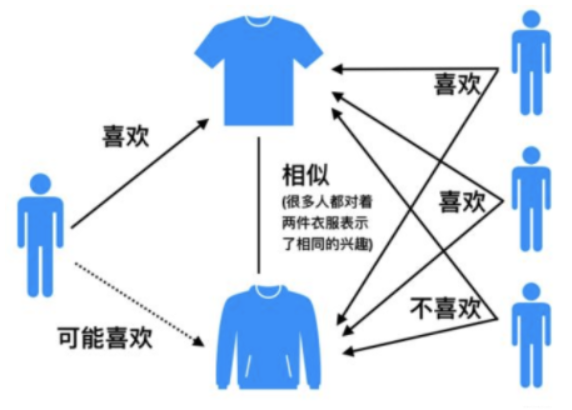 喜欢
喜欢
相似
(很多人都对着
两件衣服表示
了相同的兴趣)
喜欢
不喜欢
可能喜欢